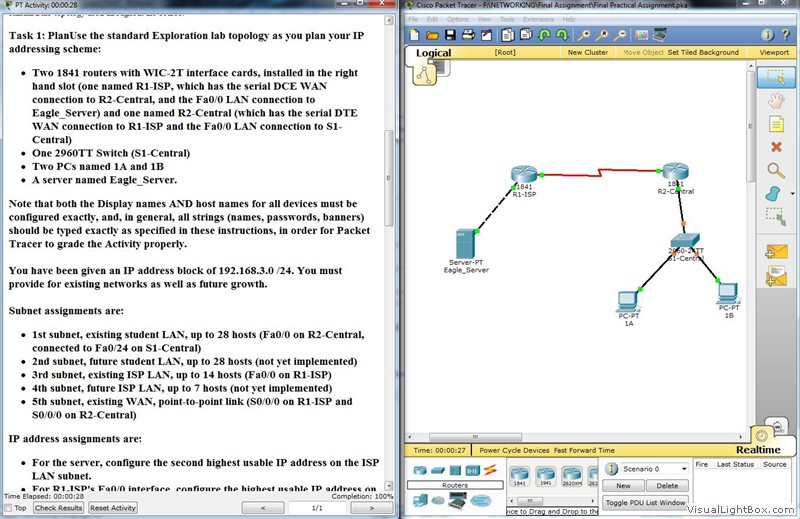 PT Activity: 00:00:28
Task 1: PlanUse the standard Exploration lab topology as you plan your IP
addressing scheme:
• Two 1841 routers with WIC-2T interface cards, installed in the right
hand slot (one named R1-ISP, which has the serial DCE WAN
connection to R2-Central, and the Fa0/0 LAN connection to
Eagle_Server) and one named R2-Central (which has the serial DTE
WAN connection to R1-ISP and the Fa0/0 LAN connection to S1-
Central)
• One 2960TT Switch (S1-Central)
• Two PCs named 1A and 1B
• A server named Eagle_Server.
Note that both the Display names AND host names for all devices must be
configured exactly, and, in general, all strings (names, passwords, banners)
should be typed exactly as specified in these instructions, in order for Packet
Tracer to grade the Activity properly.
You have been given an IP address block of 192.168.3.0 /24. You must
provide for existing networks as well as future growth.
Subnet assignments are:
• 1st subnet, existing student LAN, up to 28 hosts (Fa0/0 on R2-Central,
connected to Fa0/24 on S1-Central)
• 2nd subnet, future student LAN, up to 28 hosts (not yet implemented)
• 3rd subnet, existing ISP LAN, up to 14 hosts (Fa0/0 on R1-ISP)
• 4th subnet, future ISP LAN, up to 7 hosts (not yet implemented)
• 5th subnet, existing WAN, point-to-point link (S0/0/0 on R1-ISP and
S0/0/0 on R2-Central)
IP address assignments are:
• For the server, configure the second highest usable IP address on the ISP
LAN subnet.
• For R1-ISP's Fa0/0 interface, configure the highest usable IP address on
Time Elapsed: 00:00:28
Completion: 100%
Top
Check Results
Reset Activity
<
1/1
>
Cisco Packet Tracer - F:\NETWORKING\Final Assignment\Final Practical Assignment.pka
File Edit Options View Tools Extensions Help
Logical
[Root]
New Cluster
Move Object
Set Tiled Background
Viewport
1841
R1-ISP
1841
R2-Central
Server-PT
Eagle_Server
2960-24TT
S1-Central
PC-PT
1A
PC-PT
1B
Time: 00:00:27
Power Cycle Devices
Fast Forward Time
Realtime
Routers
1841
1941
2620XM
Scenario 0
New
Delete
Toggle PDU List Window
Fire
Last Status
Source
VisualLightBox.com